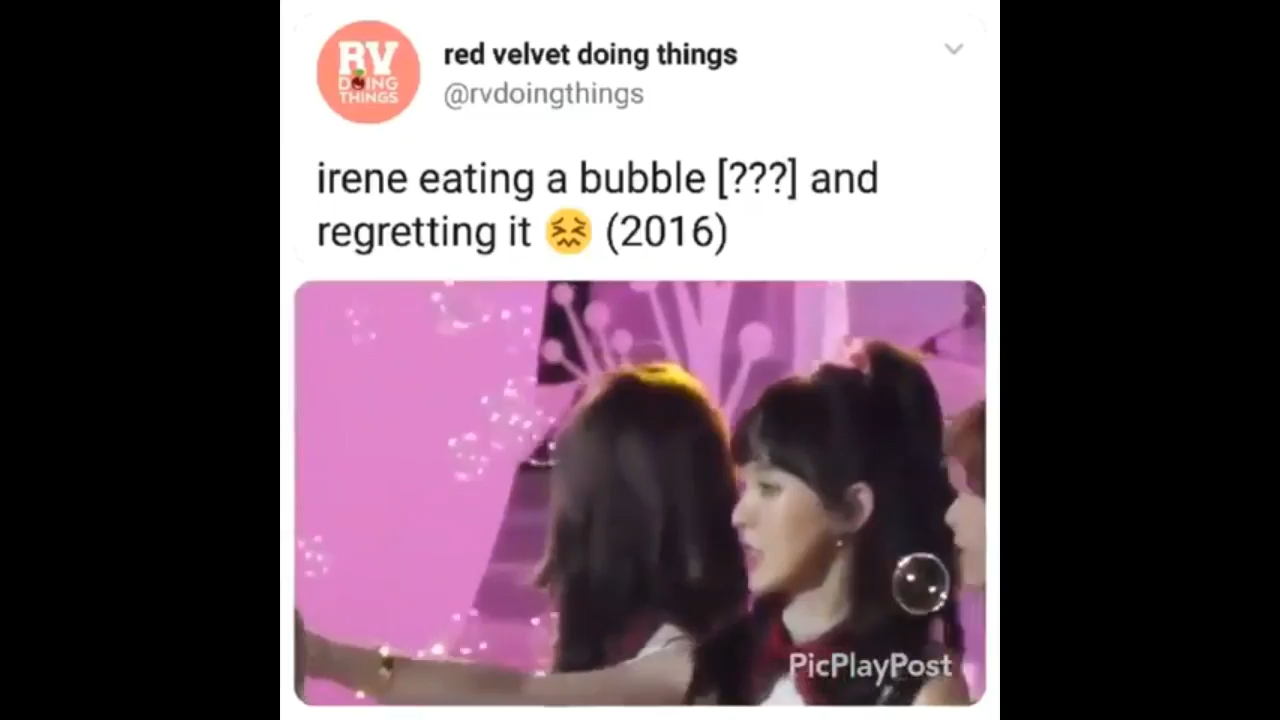 RV
DOING
THINGS
red velvet doing things
@rvdoingthings
irene eating a bubble [???] and
regretting it 😖 (2016)
PicPlayPost